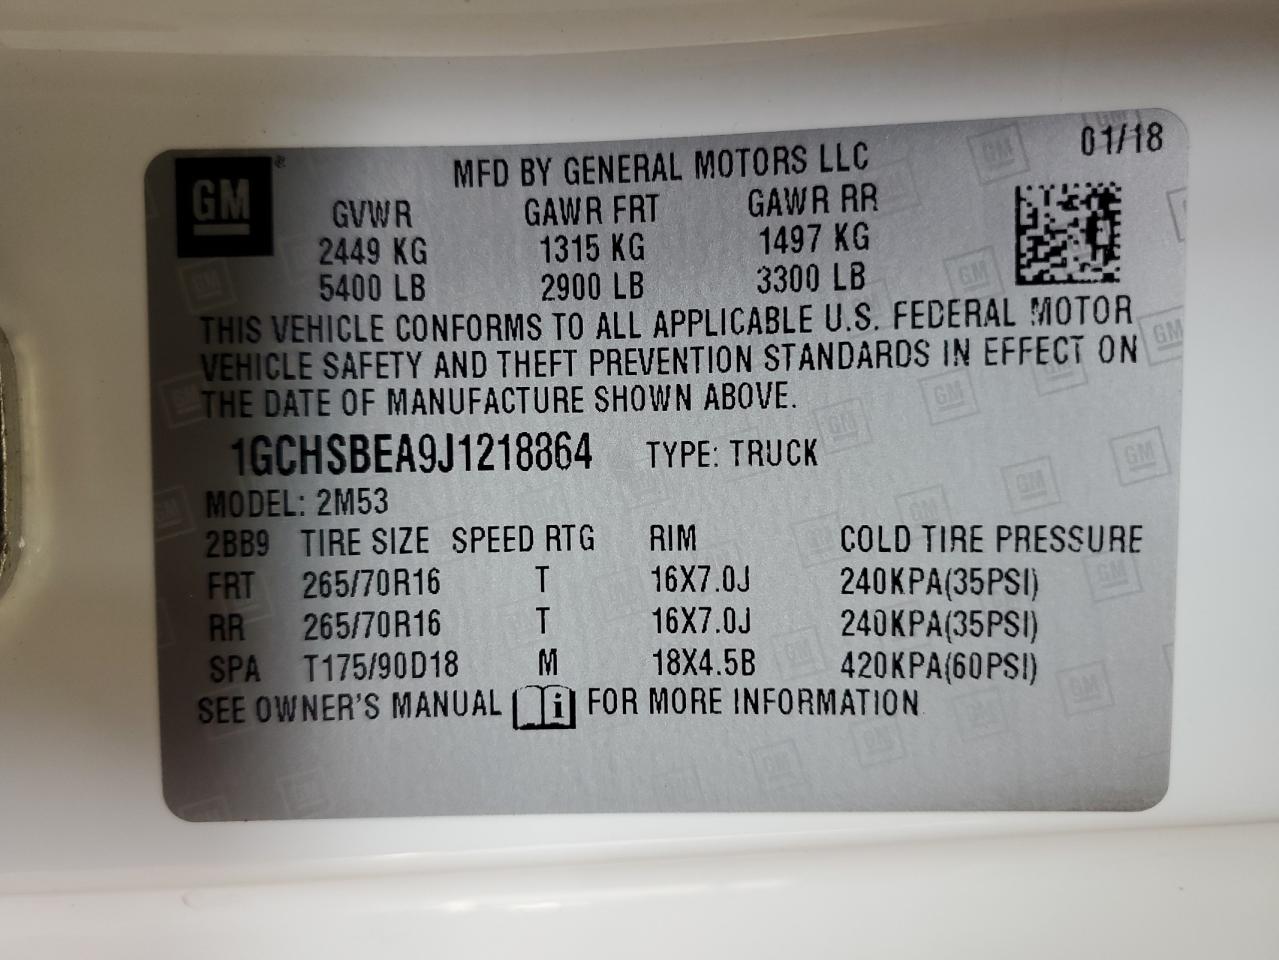 GM® MFD BY GENERAL MOTORS LLC 01/18
GVWR GAWR FRT GAWR RR
2449 KG 1315 KG 1497 KG
5400 LB 2900 LB 3300 LB
THIS VEHICLE CONFORMS TO ALL APPLICABLE U.S. FEDERAL MOTOR
VEHICLE SAFETY AND THEFT PREVENTION STANDARDS IN EFFECT ON
THE DATE OF MANUFACTURE SHOWN ABOVE.
1GCHSBEA9J1218864 TYPE: TRUCK
MODEL: 2M53
2BB9 TIRE SIZE SPEED RTG RIM COLD TIRE PRESSURE
FRT 265/70R16 T 16X7.0J 240KPA(35PSI)
RR 265/70R16 T 16X7.0J 240KPA(35PSI)
SPA T175/90D18 M 18X4.5B 420KPA(60PSI)
SEE OWNER'S MANUAL i FOR MORE INFORMATION